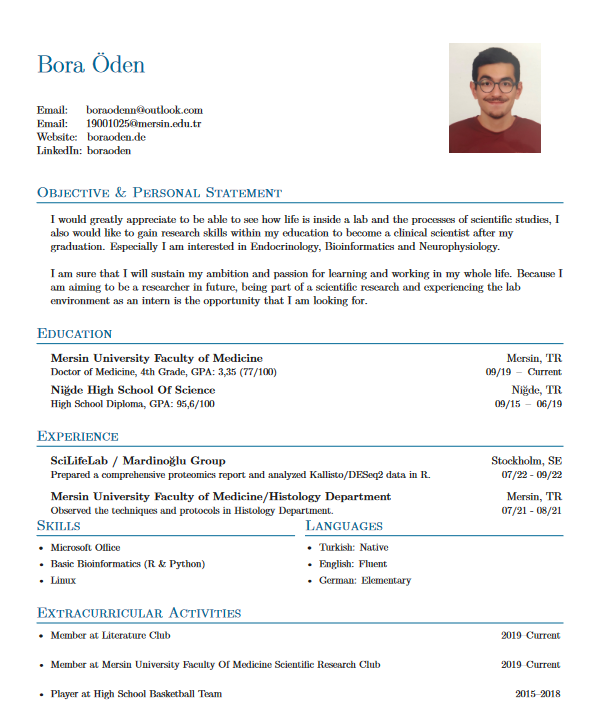 Bora Öden
Email: boraodenn@outlook.com
Email: 19001025@mersin.edu.tr
Website: boraoden.de
LinkedIn: boraoden
Objective & Personal Statement
I would greatly appreciate to be able to see how life is inside a lab and the processes of scientific studies, I
also would like to gain research skills within my education to become a clinical scientist after my
graduation. Especially I am interested in Endocrinology, Bioinformatics and Neurophysiology.
I am sure that I will sustain my ambition and passion for learning and working in my whole life. Because I
am aiming to be a researcher in future, being part of a scientific research and experiencing the lab
environment as an intern is the opportunity that I am looking for.
Education
Mersin University Faculty of Medicine Mersin, TR
Doctor of Medicine, 4th Grade, GPA: 3,35 (77/100) 09/19 – Current
Niğde High School Of Science Niğde, TR
High School Diploma, GPA: 95,6/100 09/15 – 06/19
Experience
SciLifeLab / Mardinoğlu Group Stockholm, SE
Prepared a comprehensive proteomics report and analyzed Kallisto/DESeq2 data in R. 07/22 - 09/22
Mersin University Faculty of Medicine/Histology Department Mersin, TR
Observed the techniques and protocols in Histology Department. 07/21 - 08/21
Skills
• Microsoft Office
• Basic Bioinformatics (R & Python)
• Linux
Languages
• Turkish: Native
• English: Fluent
• German: Elementary
Extracurricular Activities
• Member at Literature Club 2019–Current
• Member at Mersin University Faculty Of Medicine Scientific Research Club 2019–Current
• Player at High School Basketball Team 2015–2018